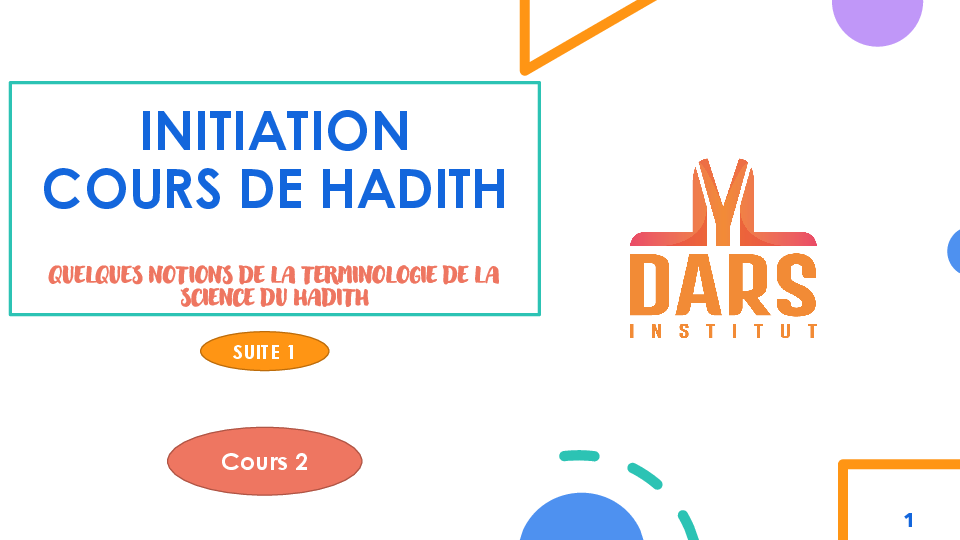 INITIATION
COURS DE HADITH
QUELQUES NOTIONS DE LA TERMINOLOGIE DE LA
SCIENCE DU HADITH
SUITE 1
Cours 2
DARS
INSTITUT
1